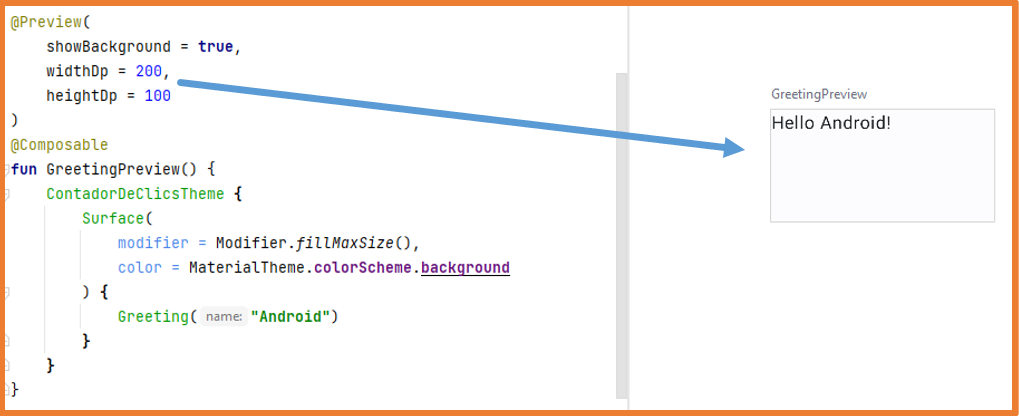 @Preview(
    showBackground = true,
    widthDp = 200,
    heightDp = 100
)
@Composable
fun GreetingPreview() {
    ContadorDeClicsTheme {
        Surface(
            modifier = Modifier.fillMaxSize(),
            color = MaterialTheme.colorScheme.background
        ) {
            Greeting( name: "Android")
        }
    }
}
GreetingPreview
Hello Android!